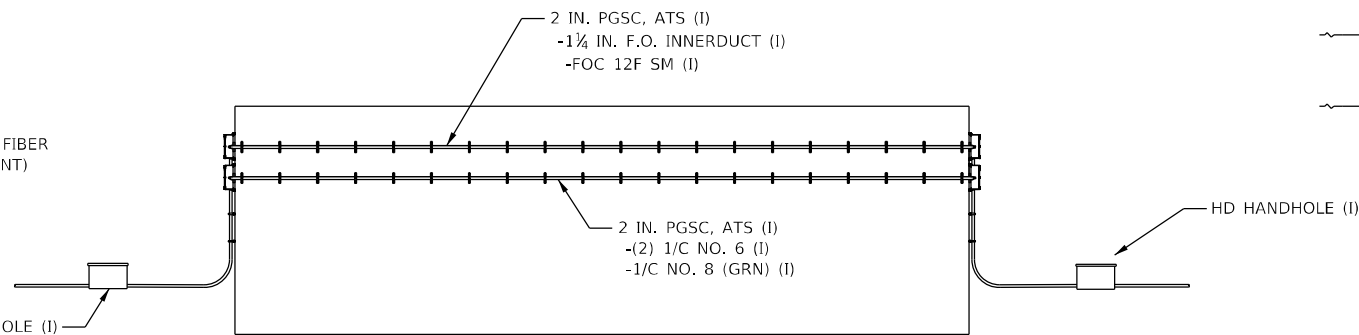 2 IN. PGSC, ATS (I)
-1¼ IN. F.O. INNERDUCT (I)
-FOC 12F SM (I)
FIBER
NT)
2 IN. PGSC, ATS (I)
-(2) 1/C NO. 6 (I)
-1/C NO. 8 (GRN) (I)
HD HANDHOLE (I)
OLE (I)